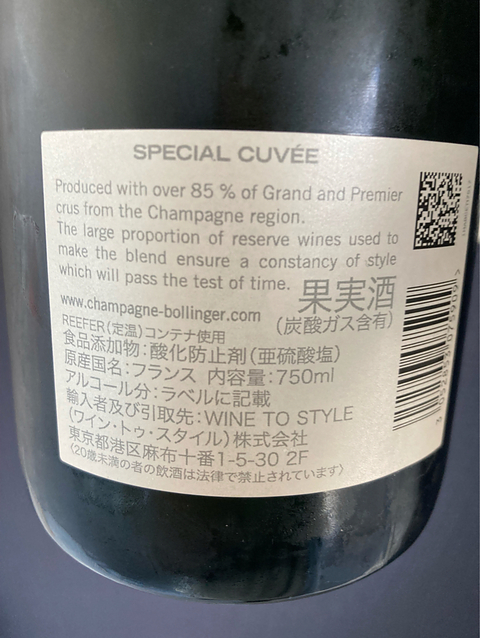 SPECIAL CUVÉE
Produced with over 85 % of Grand and Premier
crus from the Champagne region.
The large proportion of reserve wines used to
make the blend ensure a constancy of style
which will pass the test of time.
果実酒
www.champagne-bollinger.com
(炭酸ガス含有)
REEFER(定温)コンテナ使用
食品添加物:酸化防止剤(亜硫酸塩)
原産国名:フランス 内容量:750ml
アルコール分:ラベルに記載
輸入者及び引取先:WINE TO STYLE
(ワイン・トゥ・スタイル)株式会社
東京都港区麻布十番1-5-30 2F
〈20歳未満の者の飲酒は法律で禁止されています〉